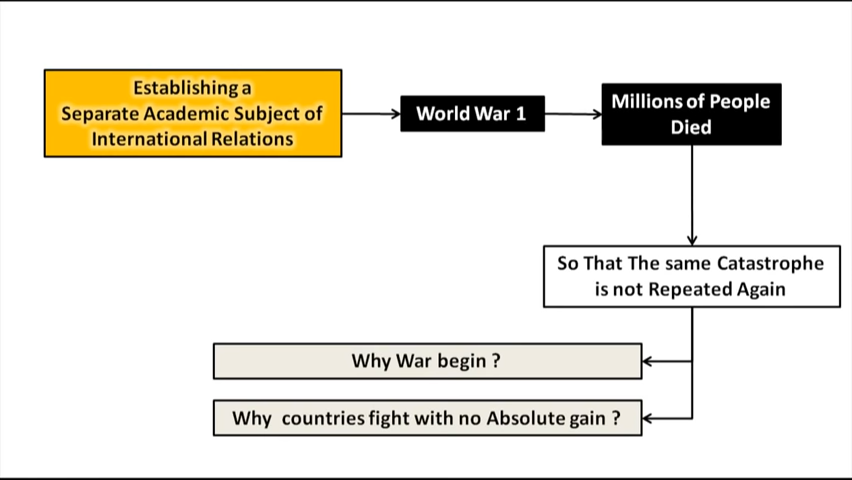 Establishing a
Separate Academic Subject of
International Relations
World War 1
Millions of People
Died
So That The same Catastrophe
is not Repeated Again
Why War begin ?
Why countries fight with no Absolute gain ?